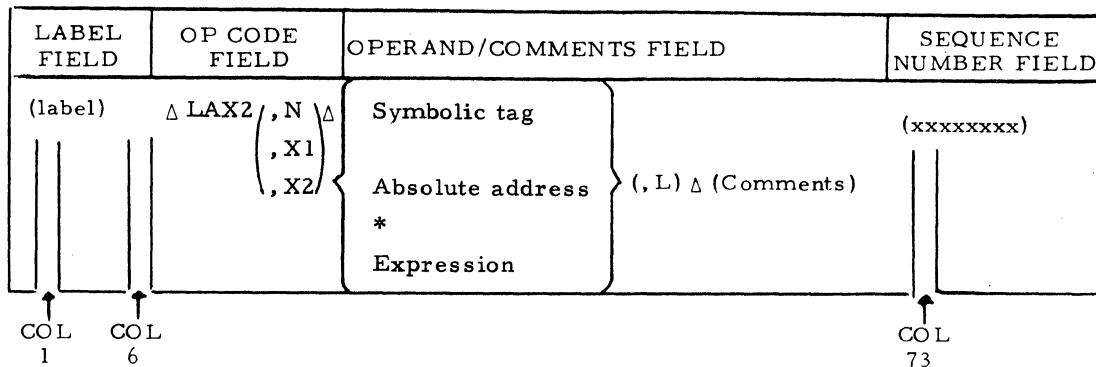 LABEL FIELD OP CODE FIELD OPERAND/COMMENTS FIELD SEQUENCE NUMBER FIELD
(label) Δ LAX2 (, N) Δ Symbolic tag (xxxxxxxx)
, X1
, X2 Absolute address (, L) Δ (Comments)
*
Expression
COL 1 COL 6 COL 73